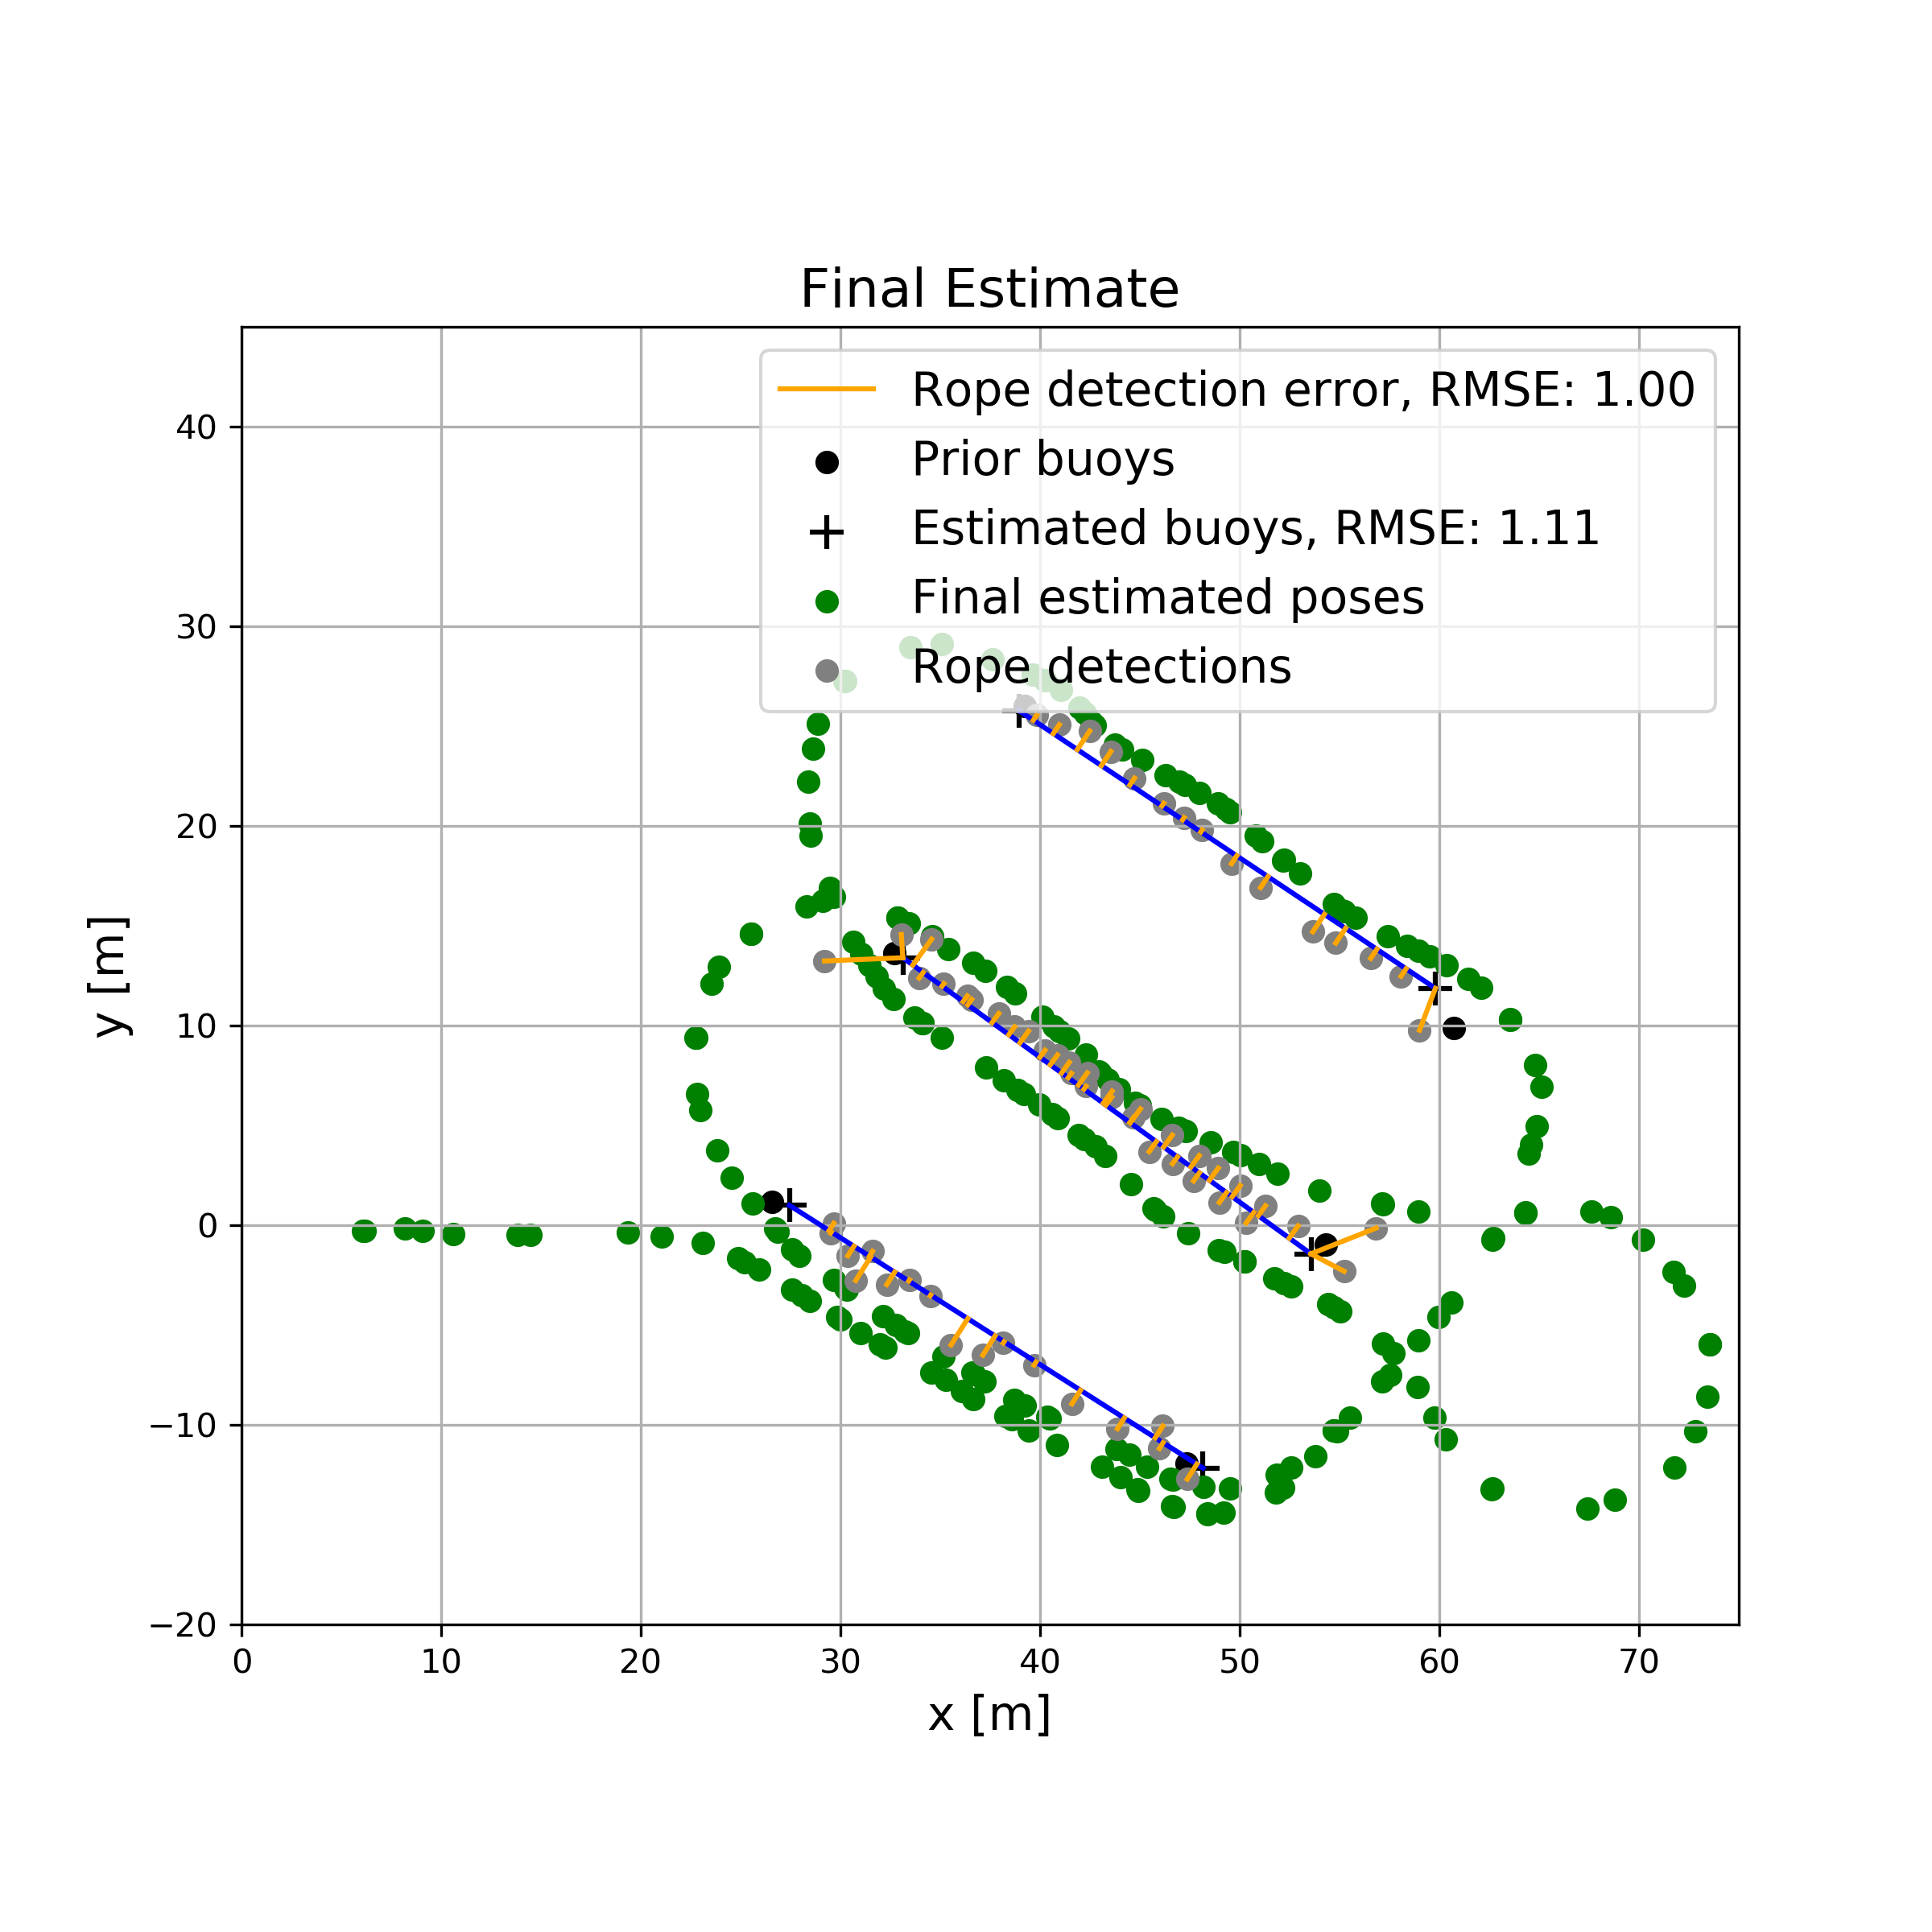 Final Estimate
Rope detection error, RMSE: 1.00
Prior buoys
Estimated buoys, RMSE: 1.11
Final estimated poses
Rope detections
y [m]
40
30
20
10
0
−10
−20
0 10 20 30 40 50 60 70
x [m]